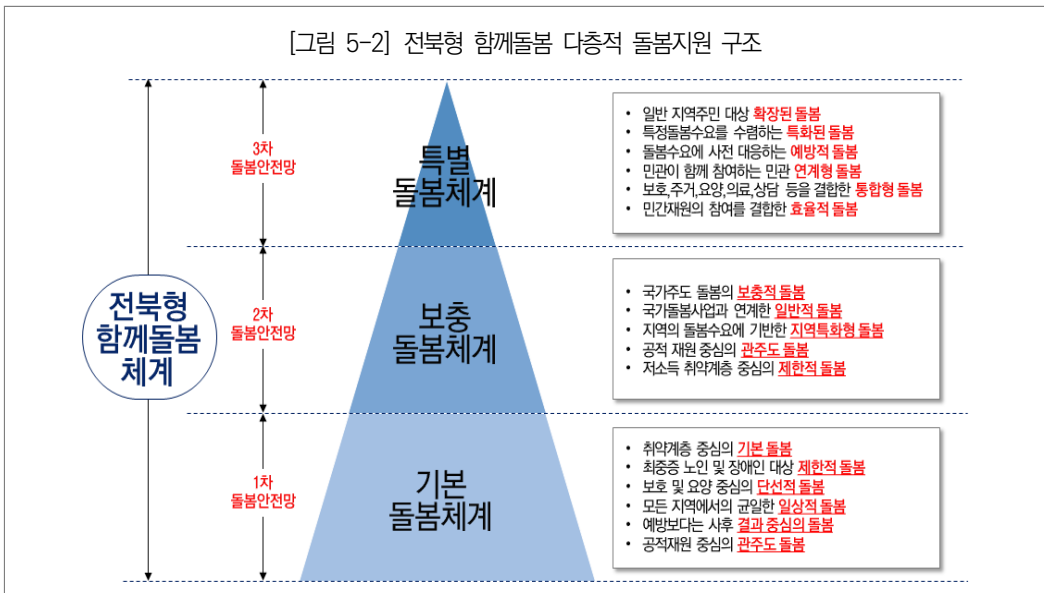 [그림 5-2] 전북형 함께돌봄 다층적 돌봄지원 구조
전북형
함께돌봄
체계
3차
돌봄안전망
특별
돌봄체계
• 일반 지역주민 대상 확장된 돌봄
• 특정돌봄수요를 수렴하는 특화된 돌봄
• 돌봄수요에 사전 대응하는 예방적 돌봄
• 민관이 함께 참여하는 민관 연계형 돌봄
• 보호,주거,요양,의료,상담 등을 결합한 통합형 돌봄
• 민간재원의 참여를 결합한 효율적 돌봄
2차
돌봄안전망
보충
돌봄체계
• 국가주도 돌봄의 보충적 돌봄
• 국가돌봄사업과 연계한 일반적 돌봄
• 지역의 돌봄수요에 기반한 지역특화형 돌봄
• 공적 재원 중심의 관주도 돌봄
• 저소득 취약계층 중심의 제한적 돌봄
1차
돌봄안전망
기본
돌봄체계
• 취약계층 중심의 기본 돌봄
• 최중증 노인 및 장애인 대상 제한적 돌봄
• 보호 및 요양 중심의 단선적 돌봄
• 모든 지역에서의 균일한 일상적 돌봄
• 예방보다는 사후 결과 중심의 돌봄
• 공적재원 중심의 관주도 돌봄